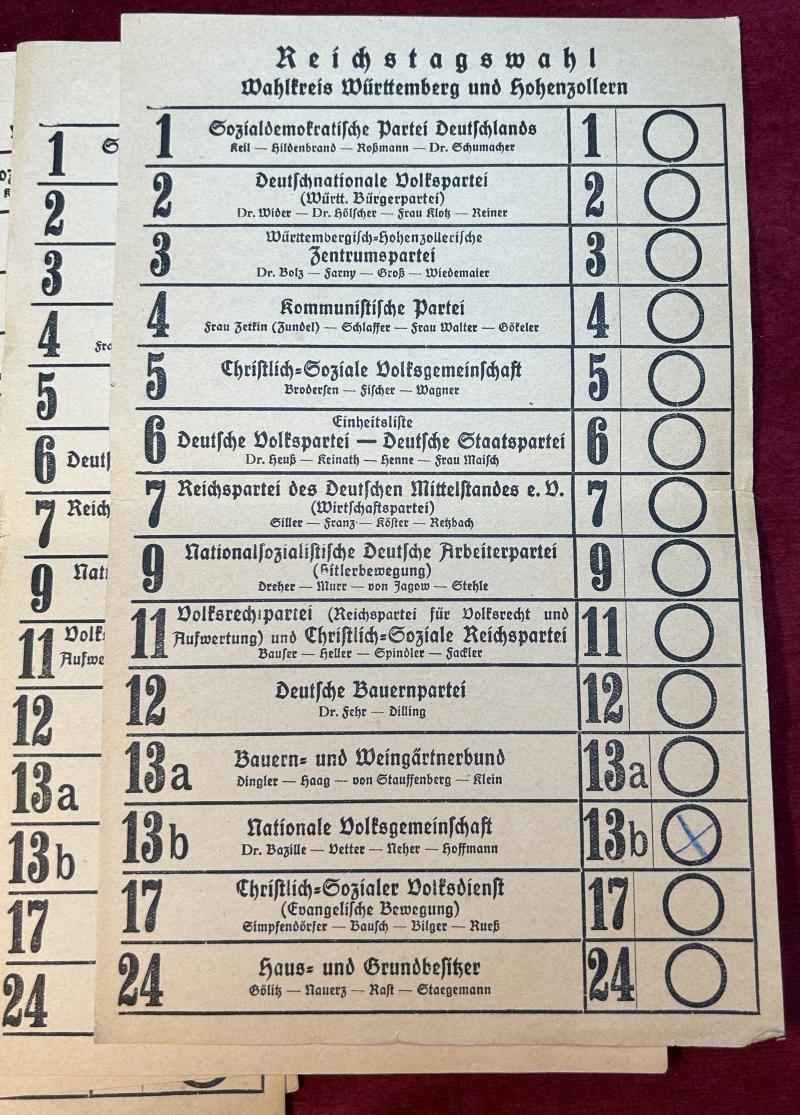 Reichstagswahl
Wahlkreis Württemberg und Hohenzollern
1 Sozialdemokratische Partei Deutschlands 1
Keil — Hildenbrand — Roßmann — Dr. Schumacher
2 Deutschnationale Volkspartei 2
(Württ. Bürgerpartei)
Dr. Wider — Dr. Hölscher — Frau Klotz — Reiner
3 Württembergisch-Hohenzollerische 3
Zentrumspartei
Dr. Bolz — Farny — Groß — Wiedemaier
4 Kommunistische Partei 4
Frau Zetkin (Zundel) — Schlaffer — Frau Walter — Gökeler
5 Christlich-Soziale Volksgemeinschaft 5
Brodersen — Fischer — Wagner
6 Einheitsliste 6
Deutsche Volkspartei — Deutsche Staatspartei
Dr. Heuß — Keinath — Henne — Frau Maisch
7 Reichspartei des Deutschen Mittelstandes e. V. 7
(Wirtschaftspartei)
Siller — Franz — Köster — Retzbach
9 Nationalsozialistische Deutsche Arbeiterpartei 9
(Hitlerbewegung)
Dreher — Murr — von Jagow — Stehle
11 Volksrechtpartei (Reichspartei für Volksrecht und 11
Aufwertung) und Christlich-Soziale Reichspartei
Bauser — Heller — Spindler — Fackler
12 Deutsche Bauernpartei 12
Dr. Fehr — Dilling
13a Bauern- und Weingärtnerbund 13a
Dingler — Haag — von Stauffenberg — Klein
13b Nationale Volksgemeinschaft 13b
Dr. Bazille — Vetter — Neher — Hoffmann
17 Christlich-Sozialer Volksdienst 17
(Evangelische Bewegung)
Simpfendörfer — Bausch — Bilger — Rueß
24 Haus- und Grundbesitzer 24
Gölitz — Nauerz — Rast — Staegemann
1 S
2
3
4
Fra
5
6 Deuts
7 Reich
9 Nati
11 Volks
Aufwe
12
13a
13b
17
24